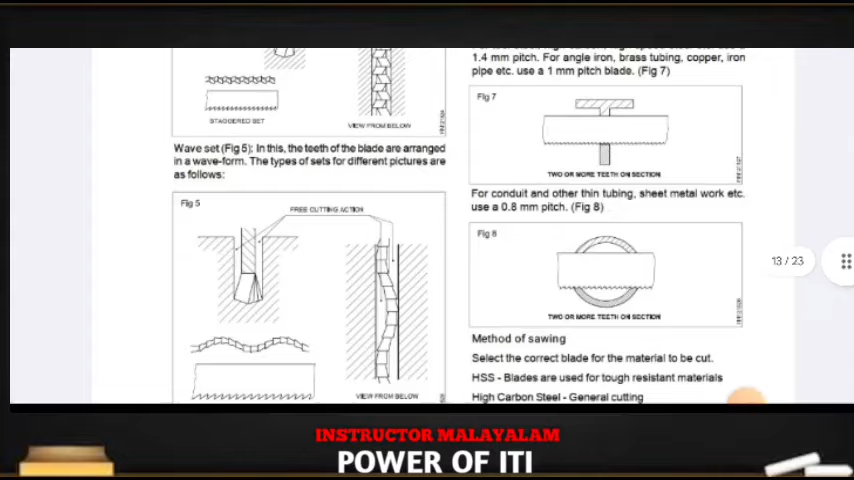 STAGGERED SET
VIEW FROM BELOW
Wave set (Fig 5): In this, the teeth of the blade are arranged
in a wave-form. The types of sets for different pictures are
as follows:
Fig 5
FREE CUTTING ACTION
VIEW FROM BELOW
1.4 mm pitch. For angle iron, brass tubing, copper, iron
pipe etc. use a 1 mm pitch blade. (Fig 7)
Fig 7
TWO OR MORE TEETH ON SECTION
For conduit and other thin tubing, sheet metal work etc.
use a 0.8 mm pitch. (Fig 8)
Fig 8
TWO OR MORE TEETH ON SECTION
Method of sawing
Select the correct blade for the material to be cut.
HSS - Blades are used for tough resistant materials
High Carbon Steel - General cutting
13 / 23
INSTRUCTOR MALAYALAM
POWER OF ITI